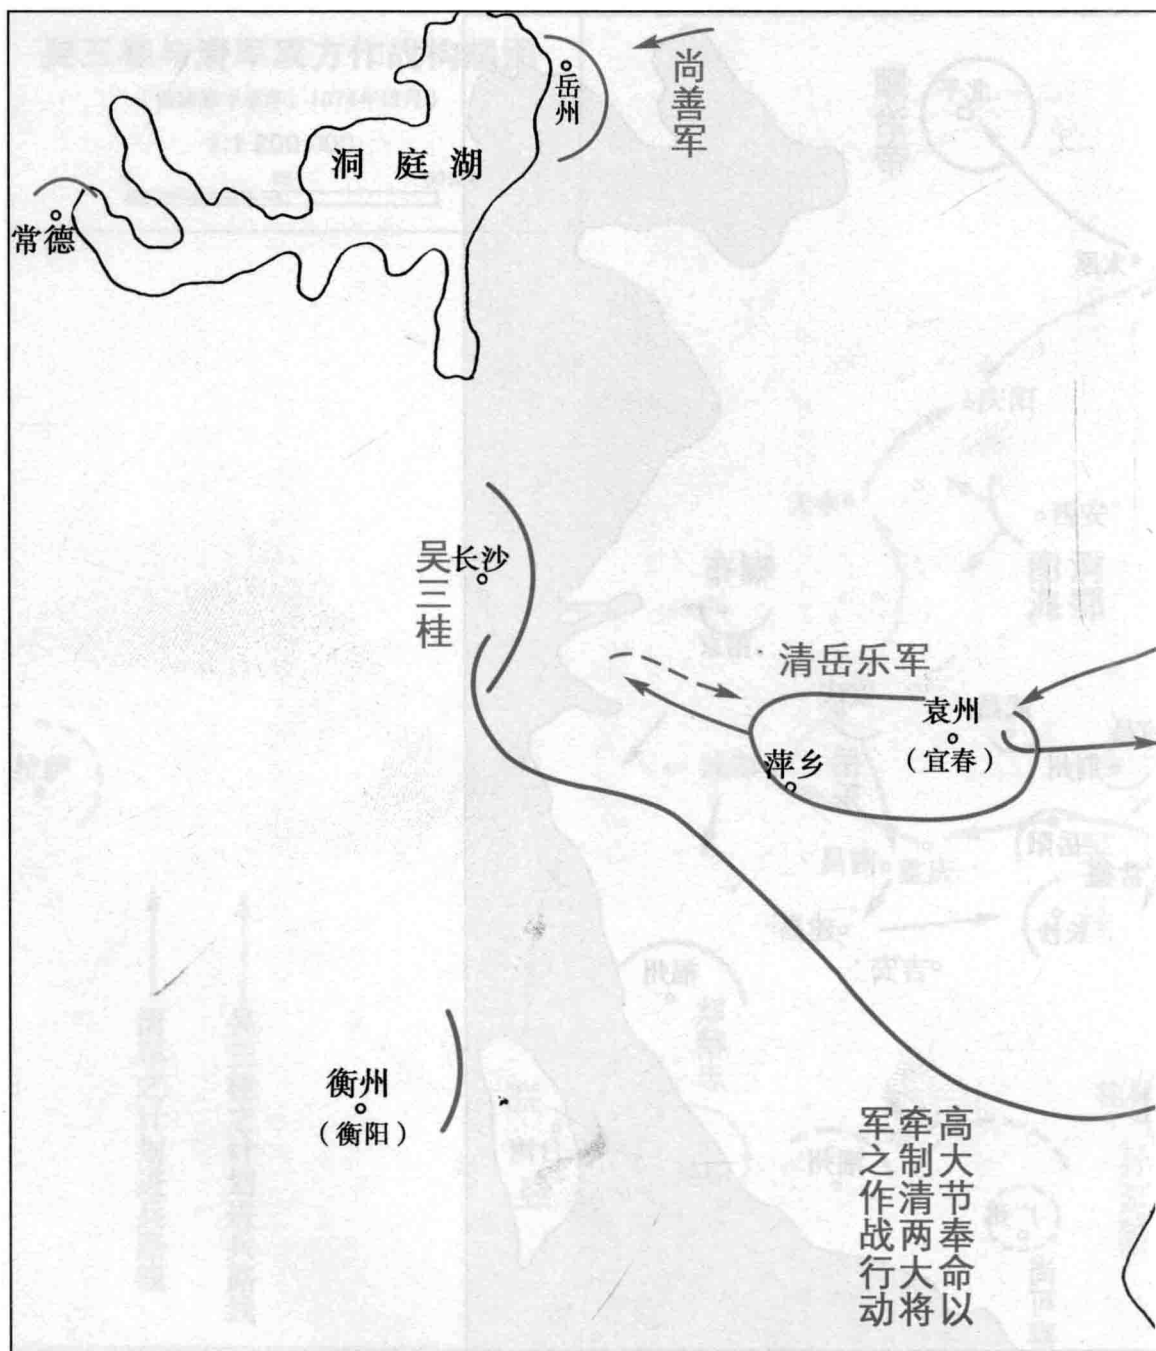 岳州
尚善军
洞庭湖
常德
吴三桂
长沙
清岳乐军
袁州
（宜春）
萍乡
衡州
（衡阳）
高大节奉命以
牵制清两大将
军之作战行动